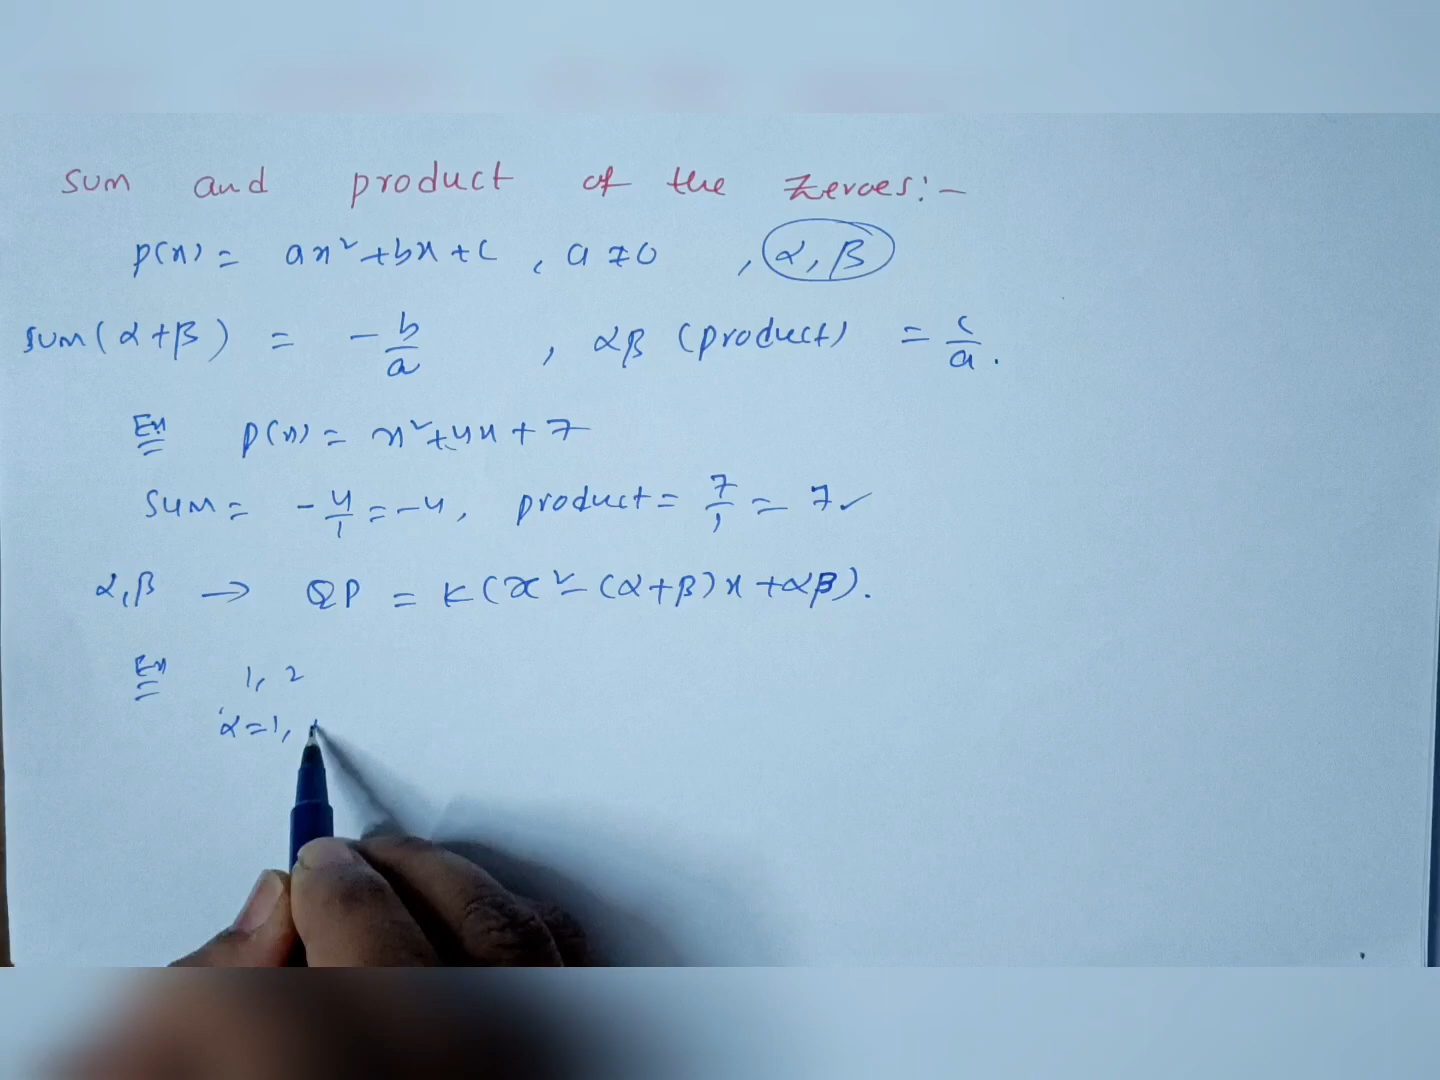 sum and product of the zeroes:-
p(x) = ax²+bx+c , a ≠ 0 , α, β
sum(α+β) = -b/a , αβ (product) = c/a.
Ex p(x) = x²+4x+7
sum = -4/1 = -4, product = 7/1 = 7✓
α,β → QP = K(x²-(α+β)x+αβ).
Ex 1, 2
α=1,